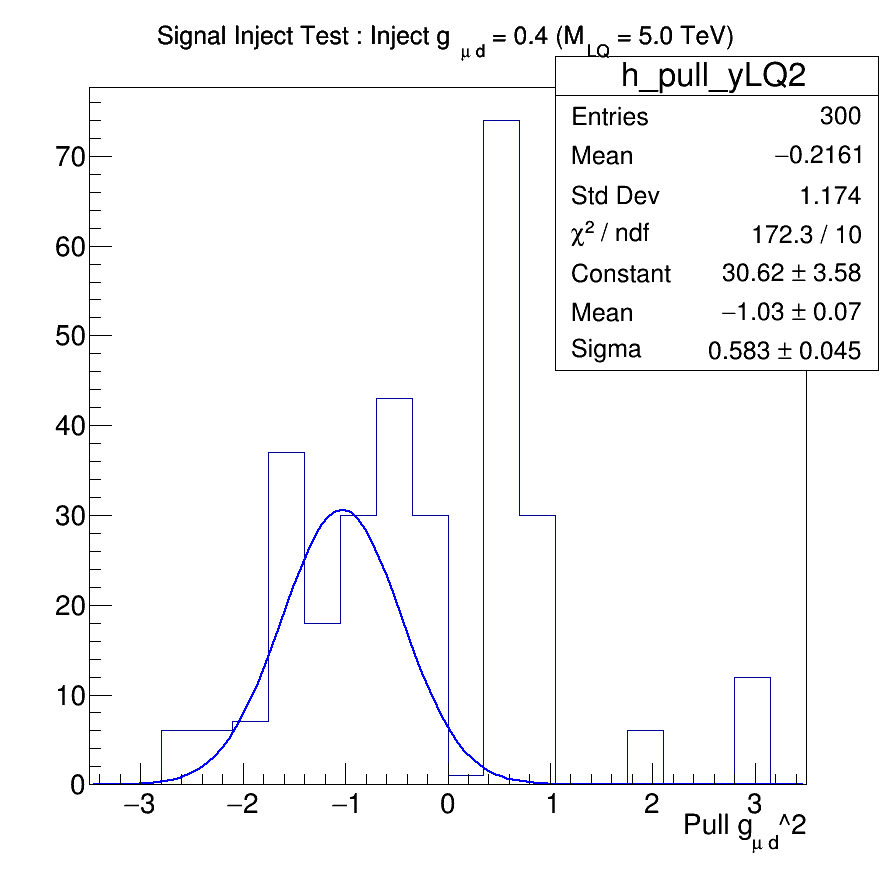 Signal Inject Test : Inject g μ d = 0.4 (M LQ = 5.0 TeV)
h_pull_yLQ2
Entries 300
Mean −0.2161
Std Dev 1.174
χ² / ndf 172.3 / 10
Constant 30.62 ± 3.58
Mean −1.03 ± 0.07
Sigma 0.583 ± 0.045
70
60
50
40
30
20
10
0
−3 −2 −1 0 1 2 3
Pull g μ d ^2